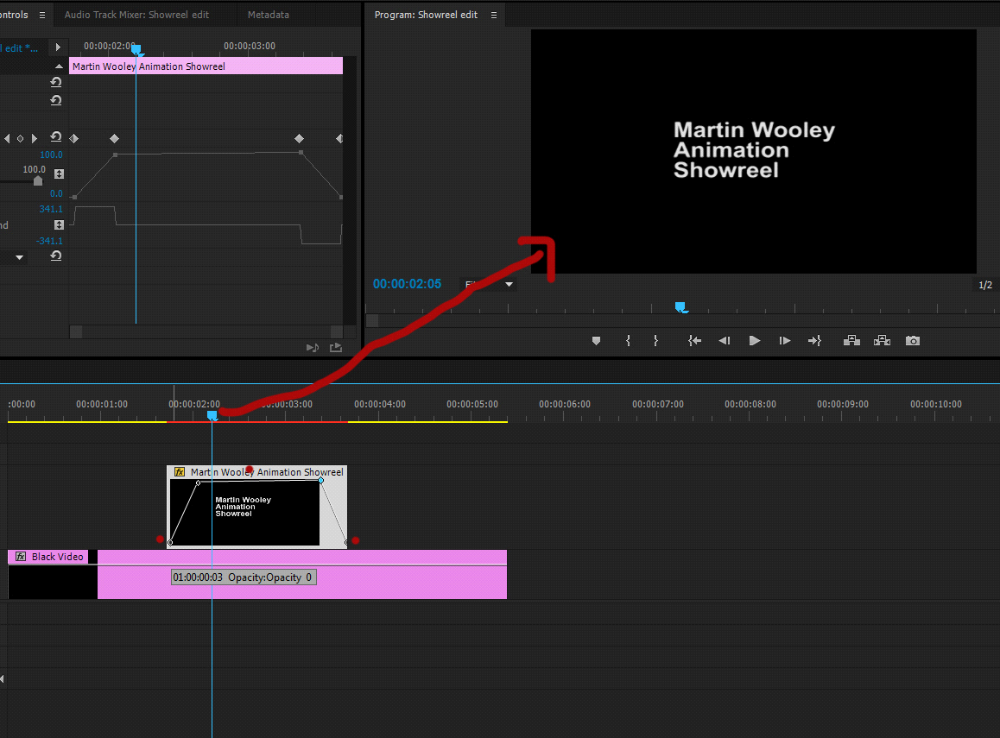 ontrols
Audio Track Mixer: Showreel edit
Metadata
Program: Showreel edit
l edit *...
00:00:02:00
00:00:03:00
Martin Wooley Animation Showreel
100.0
100.0
0.0
341.1
nd
-341.1
Martin Wooley
Animation
Showreel
00:00:02:05
1/2
:00:00
00:00:01:00
00:00:02:00
00:00:03:00
00:00:04:00
00:00:05:00
00:00:06:00
00:00:07:00
00:00:08:00
00:00:09:00
00:00:10:00
fx Martin Wooley Animation Showreel
Martin Wooley
Animation
Showreel
fx Black Video
01:00:00:03 Opacity:Opacity 0